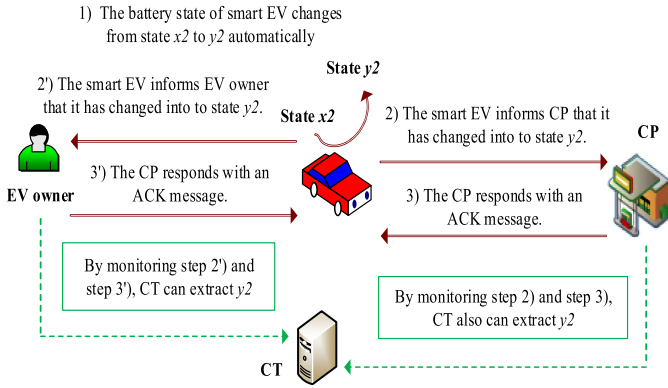 1) The battery state of smart EV changes
from state x2 to y2 automatically
State y2
2') The smart EV informs EV owner
that it has changed into to state y2.
State x2
2) The smart EV informs CP that it
has changed into to state y2.
CP
3') The CP responds with an
ACK message.
EV owner
3) The CP responds with an
ACK message.
By monitoring step 2') and
step 3'), CT can extract y2
By monitoring step 2) and step 3),
CT also can extract y2
CT